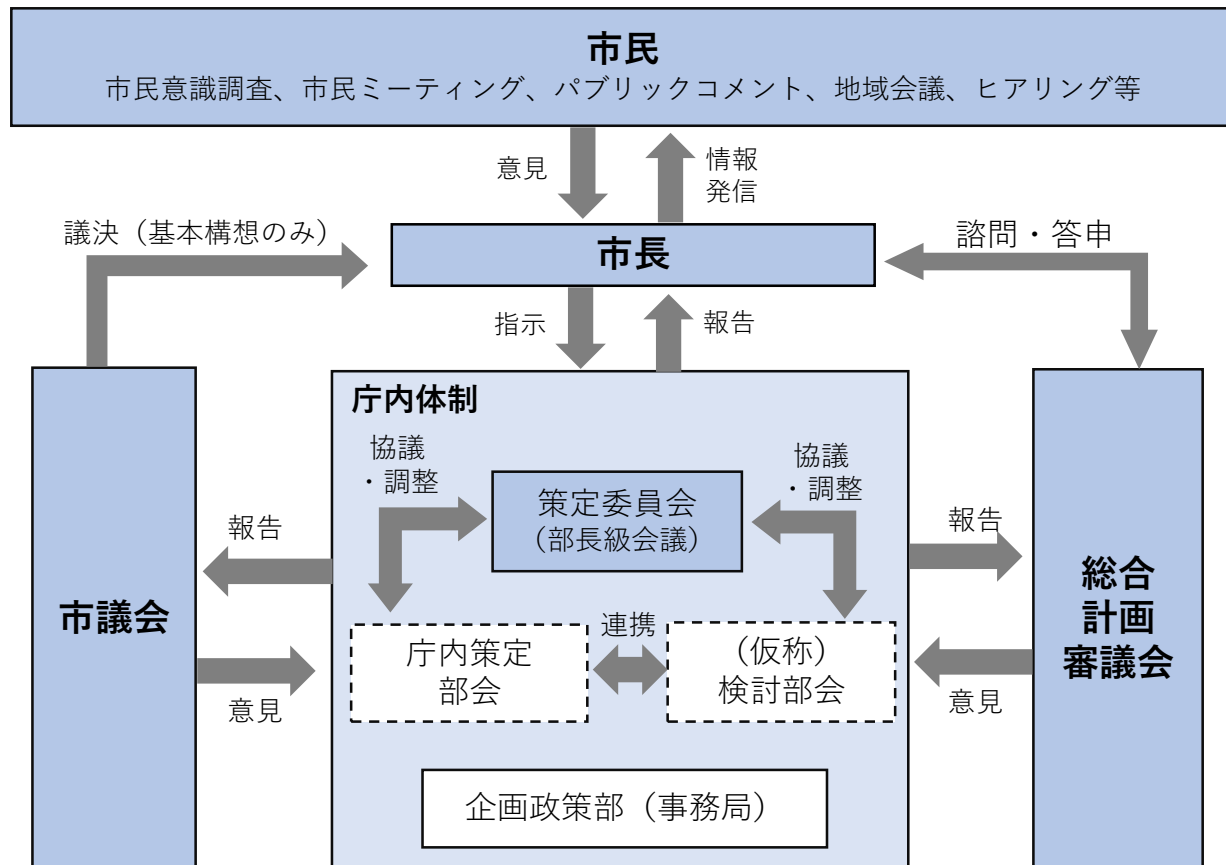 市民
市民意識調査、市民ミーティング、パブリックコメント、地域会議、ヒアリング等
意見
情報
発信
議決（基本構想のみ）
市長
諮問・答申
指示
報告
庁内体制
協議
・調整
協議
・調整
策定委員会
（部長級会議）
報告
報告
市議会
総合
計画
審議会
連携
庁内策定
部会
（仮称）
検討部会
意見
意見
企画政策部（事務局）